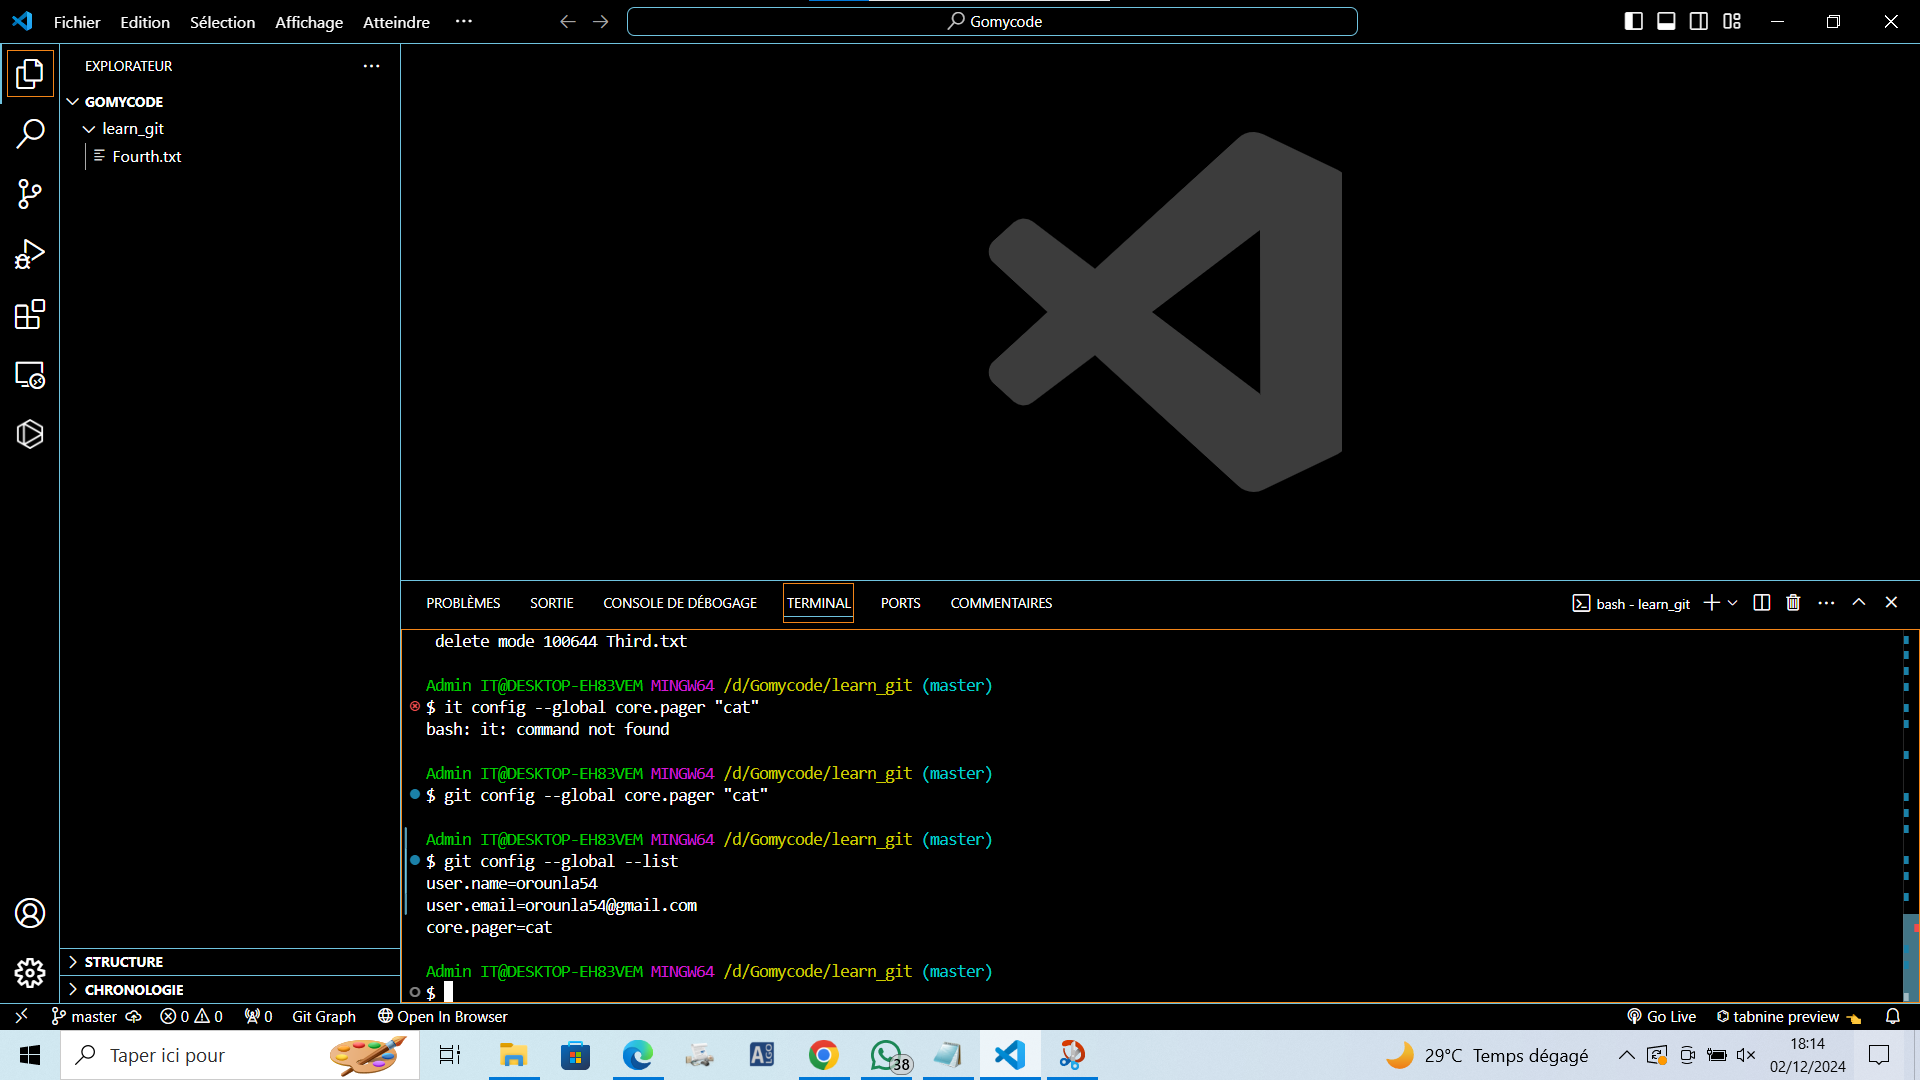 Fichier Edition Sélection Affichage Atteindre ···
Gomycode
EXPLORATEUR
GOMYCODE
learn_git
Fourth.txt
PROBLÈMES SORTIE CONSOLE DE DÉBOGAGE TERMINAL PORTS COMMENTAIRES
bash - learn_git
delete mode 100644 Third.txt
Admin IT@DESKTOP-EH83VEM MINGW64 /d/Gomycode/learn_git (master)
$ it config --global core.pager "cat"
bash: it: command not found
Admin IT@DESKTOP-EH83VEM MINGW64 /d/Gomycode/learn_git (master)
$ git config --global core.pager "cat"
Admin IT@DESKTOP-EH83VEM MINGW64 /d/Gomycode/learn_git (master)
$ git config --global --list
user.name=orounla54
user.email=orounla54@gmail.com
core.pager=cat
Admin IT@DESKTOP-EH83VEM MINGW64 /d/Gomycode/learn_git (master)
$
STRUCTURE
CHRONOLOGIE
master 0 0 0 Git Graph Open In Browser Go Live tabnine preview
Taper ici pour
ALGO
38
29°C Temps dégagé
18:14
02/12/2024